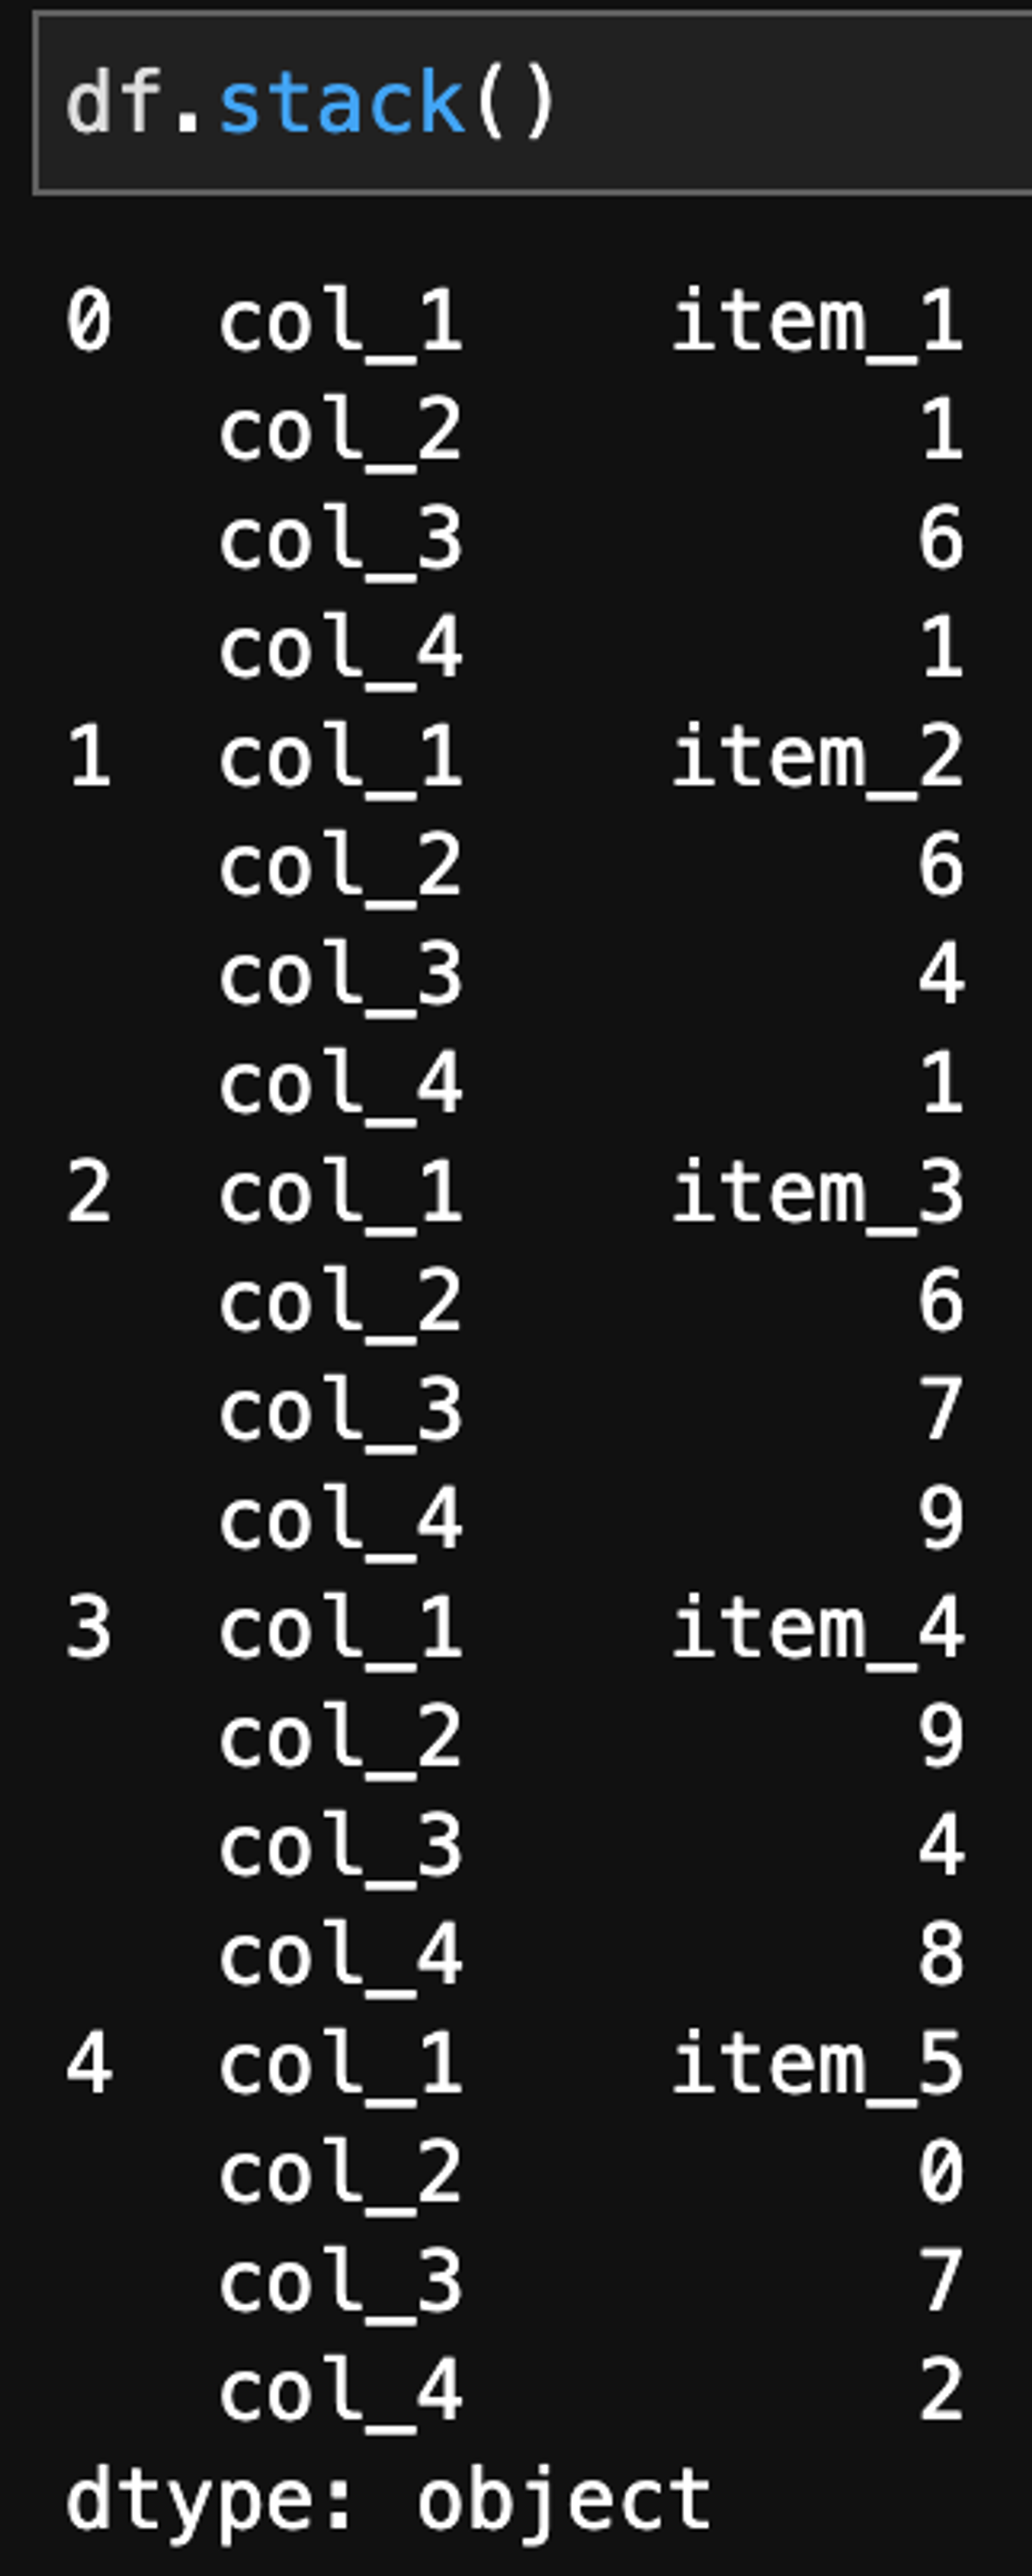 df.stack()
0  col_1    item_1
   col_2         1
   col_3         6
   col_4         1
1  col_1    item_2
   col_2         6
   col_3         4
   col_4         1
2  col_1    item_3
   col_2         6
   col_3         7
   col_4         9
3  col_1    item_4
   col_2         9
   col_3         4
   col_4         8
4  col_1    item_5
   col_2         0
   col_3         7
   col_4         2
dtype: object